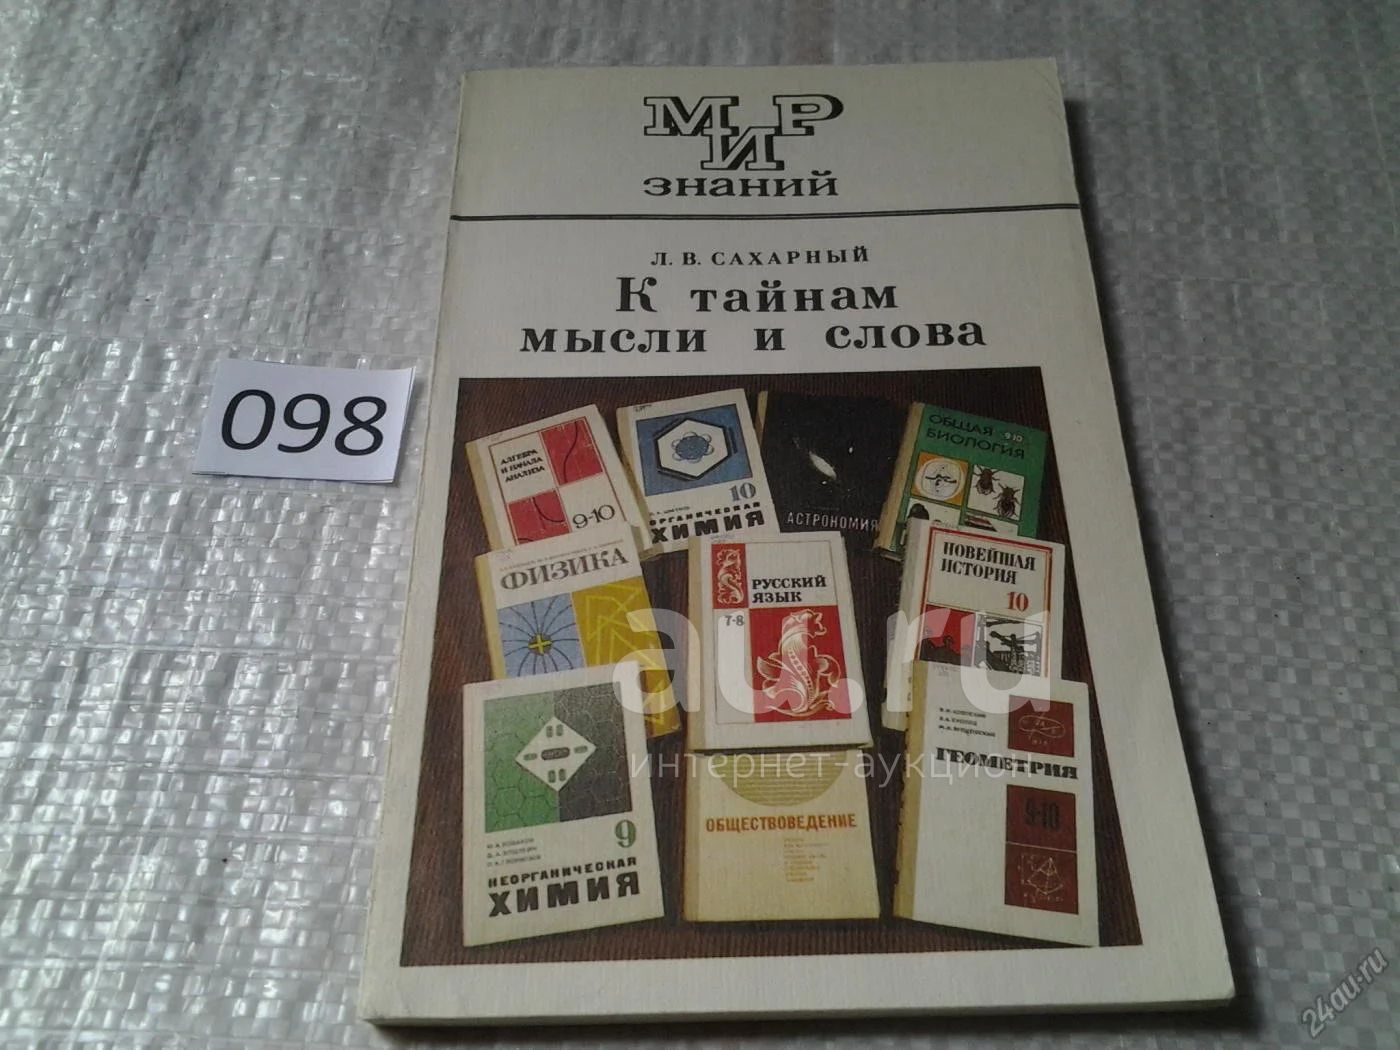 МИР
знаний
Л. В. САХАРНЫЙ
К тайнам
мысли и слова
098
АЛГЕБРА
И НАЧАЛА
АНАЛИЗА
9-10
10
ОРГАНИЧЕСКАЯ
ХИМИЯ
АСТРОНОМИЯ
ОБЩАЯ 9-10
БИОЛОГИЯ
ФИЗИКА
РУССКИЙ
ЯЗЫК
7-8
НОВЕЙШАЯ
ИСТОРИЯ
10
au.ru
интернет-аукцион
9
НЕОРГАНИЧЕСКАЯ
ХИМИЯ
ОБЩЕСТВОВЕДЕНИЕ
ГЕОМЕТРИЯ
9-10
24au.ru